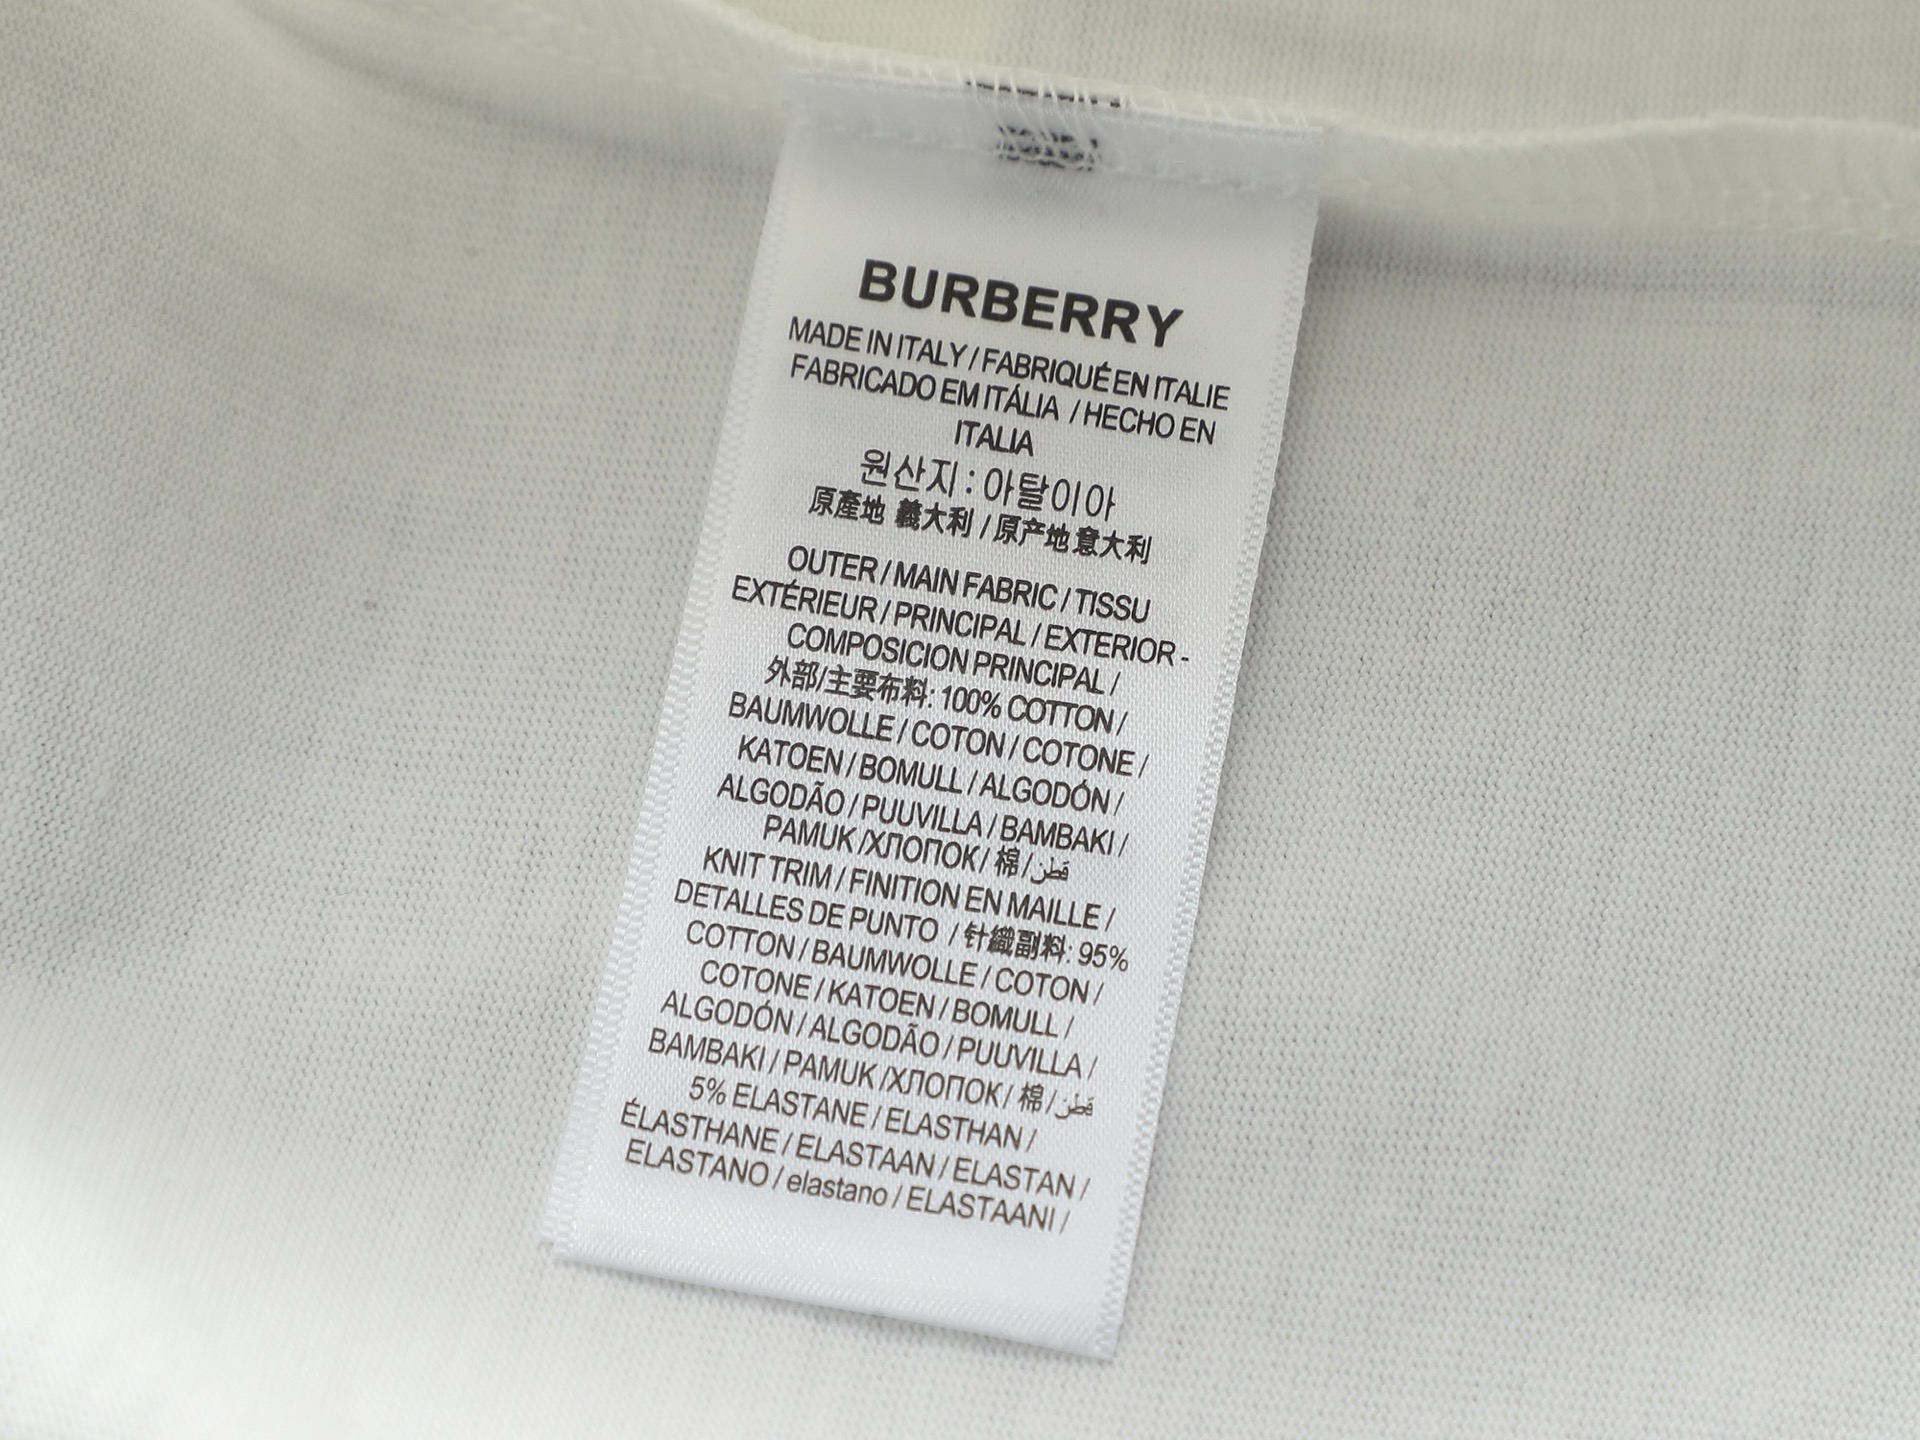 BURBERRY
MADE IN ITALY / FABRIQUÉ EN ITALIE
FABRICADO EM ITÁLIA / HECHO EN
ITALIA
원산지 : 아탈이아
原產地 義大利 / 原产地意大利
OUTER / MAIN FABRIC / TISSU
EXTÉRIEUR / PRINCIPAL / EXTERIOR -
COMPOSICION PRINCIPAL /
外部/主要布料: 100% COTTON /
BAUMWOLLE / COTON / COTONE /
KATOEN / BOMULL / ALGODÓN /
ALGODÃO / PUUVILLA / BAMBAKI /
PAMUK /ХЛОПОК/ 棉 / قطن
KNIT TRIM / FINITION EN MAILLE /
DETALLES DE PUNTO / 针織副料: 95%
COTTON / BAUMWOLLE / COTON /
COTONE / KATOEN / BOMULL /
ALGODÓN / ALGODÃO / PUUVILLA /
BAMBAKI / PAMUK /ХЛОПОК/ 棉 / قطن
5% ELASTANE / ELASTHAN /
ÉLASTHANE / ELASTAAN / ELASTAN /
ELASTANO / elastano / ELASTAANI /